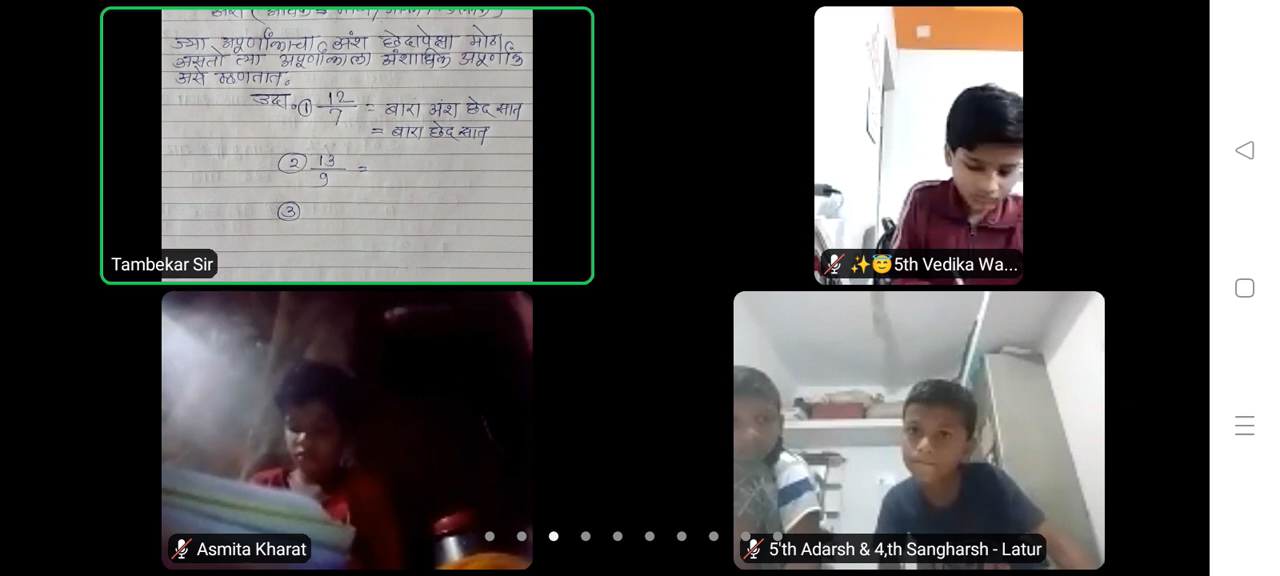 ज्या अपूर्णांकाचा अंश छेदापेक्षा मोठा
असतो त्या अपूर्णांकाला अंशाधिक अपूर्णांक
असे म्हणतात.
उदा. ① 12/7 = बारा अंश छेद सात
= बारा छेद सात
② 13/9 =
③
Tambekar Sir
✨😇5th Vedika Wa...
Asmita Kharat
5'th Adarsh & 4,th Sangharsh - Latur